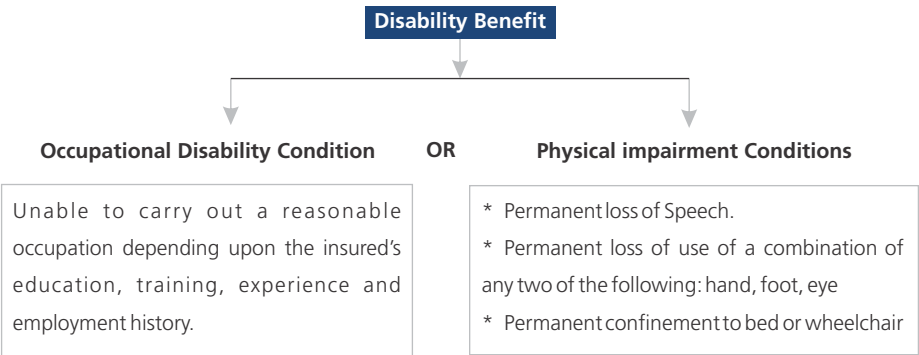 Disability Benefit
Occupational Disability Condition OR Physical impairment Conditions
Unable to carry out a reasonable
occupation depending upon the insured's
education, training, experience and
employment history.
* Permanent loss of Speech.
* Permanent loss of use of a combination of
any two of the following: hand, foot, eye
* Permanent confinement to bed or wheelchair